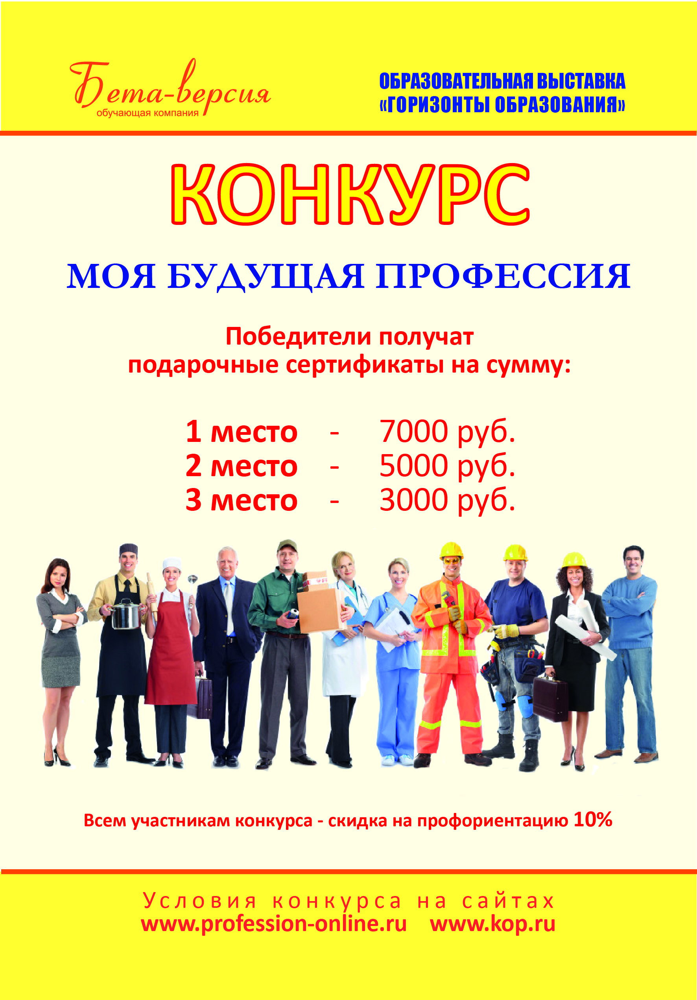 Бета-версия
обучающая компания
ОБРАЗОВАТЕЛЬНАЯ ВЫСТАВКА
«ГОРИЗОНТЫ ОБРАЗОВАНИЯ»
КОНКУРС
МОЯ БУДУЩАЯ ПРОФЕССИЯ
Победители получат
подарочные сертификаты на сумму:
1 место - 7000 руб.
2 место - 5000 руб.
3 место - 3000 руб.
Всем участникам конкурса - скидка на профориентацию 10%
Условия конкурса на сайтах
www.profession-online.ru www.kop.ru